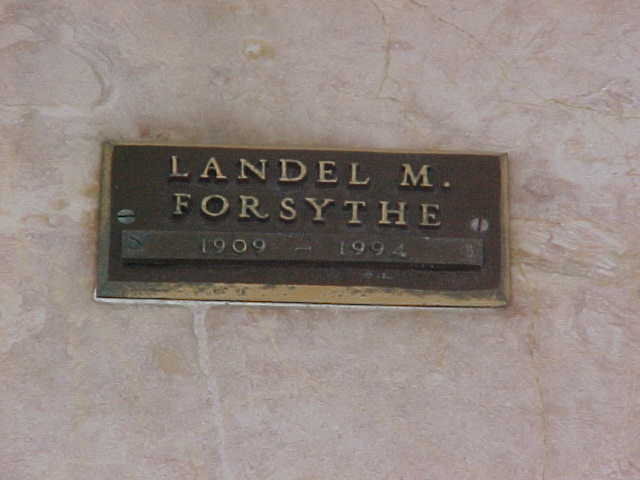 LANDEL M.
FORSYTHE
1909 – 1994